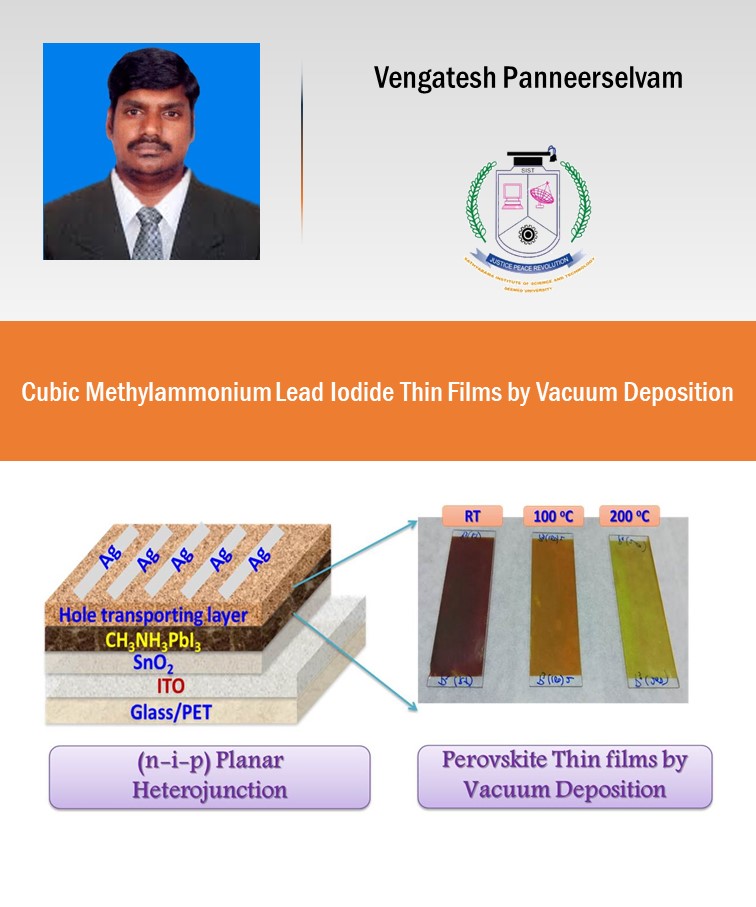 Vengatesh Panneerselvam
SIST
JUSTICE PEACE REVOLUTION
SATHYABAMA INSTITUTE OF SCIENCE AND TECHNOLOGY
DEEMED UNIVERSITY
Cubic Methylammonium Lead Iodide Thin Films by Vacuum Deposition
Ag Ag Ag Ag Ag
Hole transporting layer
CH₃NH₃PbI₃
SnO₂
ITO
Glass/PET
RT 100 °C 200 °C
(n-i-p) Planar
Heterojunction
Perovskite Thin films by
Vacuum Deposition